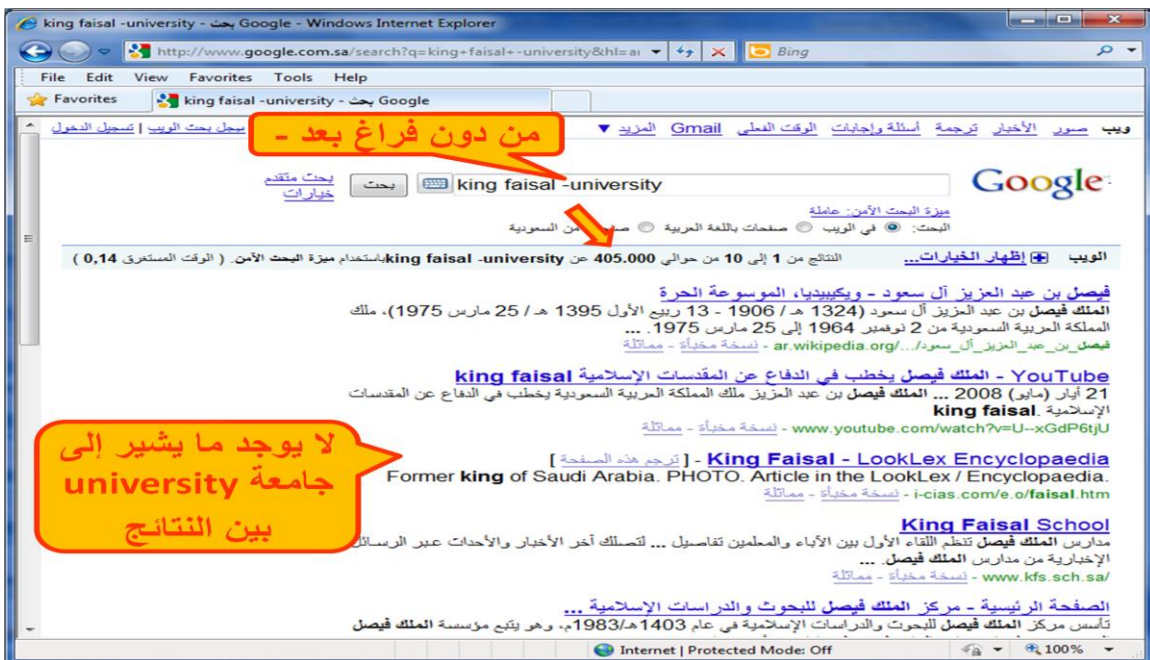 king faisal -university - بحث Google - Windows Internet Explorer
http://www.google.com.sa/search?q=king+faisal+-university&hl=ar
Bing
File Edit View Favorites Tools Help
Favorites
king faisal -university - بحث Google
ويب صور الأخبار ترجمة أسئلة وإجابات الوقت الفعلي Gmail المزيد ▼
سجل بحث الويب | تسجيل الدخول
من دون فراغ بعد -
Google
king faisal -university
بحث
بحث متقدم
خيارات
ميزة البحث الآمن: عاملة
البحث: في الويب صفحات باللغة العربية من السعودية
الويب إظهار الخيارات... النتائج من 1 إلى 10 من حوالي 405.000 عن king faisal -university باستخدام ميزة البحث الآمن. ( الوقت المستغرق 0,14 )
فيصل بن عبد العزيز آل سعود - ويكيبيديا، الموسوعة الحرة
الملك فيصل بن عبد العزيز آل سعود (1324 هـ / 1906 - 13 ربيع الأول 1395 هـ / 25 مارس 1975)، ملك
المملكة العربية السعودية من 2 نوفمبر 1964 إلى 25 مارس 1975. ...
ar.wikipedia.org/.../فيصل_بن_عبد_العزيز_آل_سعود - نسخة مخبأة - مماثلة
YouTube - الملك فيصل يخطب في الدفاع عن المقدسات الإسلامية king faisal
21 أيار (مايو) 2008 ... الملك فيصل بن عبد العزيز ملك المملكة العربية السعودية يخطب في الدفاع عن المقدسات
الإسلامية. king faisal
www.youtube.com/watch?v=U--xGdP6tjU - نسخة مخبأة - مماثلة
لا يوجد ما يشير إلى
جامعة university
بين النتائج
King Faisal - LookLex Encyclopaedia - [ ترجم هذه الصفحة ]
Former king of Saudi Arabia. PHOTO. Article in the LookLex / Encyclopaedia.
i-cias.com/e.o/faisal.htm - نسخة مخبأة - مماثلة
King Faisal School
مدارس الملك فيصل تنظم اللقاء الأول بين الآباء والمعلمين تفاصيل ... لتصلك آخر الأخبار والأحداث عبر الرسائل
الإخبارية من مدارس الملك فيصل. ...
www.kfs.sch.sa/ - نسخة مخبأة - مماثلة
الصفحة الرئيسية - مركز الملك فيصل للبحوث والدراسات الإسلامية ...
تأسس مركز الملك فيصل للبحوث والدراسات الإسلامية في عام 1403هـ/1983م، وهو يتبع مؤسسة الملك فيصل
Internet | Protected Mode: Off
100%